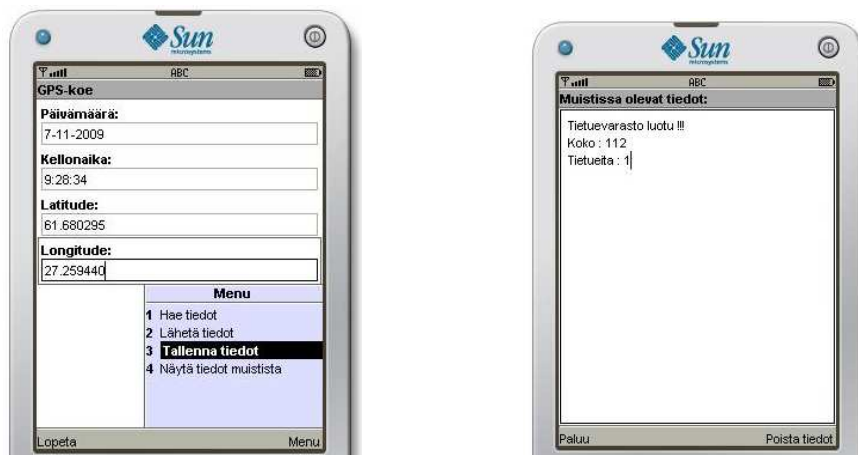 Sun
microsystems
ABC
GPS-koe
Päivämäärä:
7-11-2009
Kellonaika:
9:28:34
Latitude:
61.680295
Longitude:
27.259440
Menu
1 Hae tiedot
2 Lähetä tiedot
3 Tallenna tiedot
4 Näytä tiedot muistista
Lopeta Menu
Sun
microsystems
ABC
Muistissa olevat tiedot:
Tietuevarasto luotu !!!
Koko : 112
Tietueita : 1
Paluu Poista tiedot